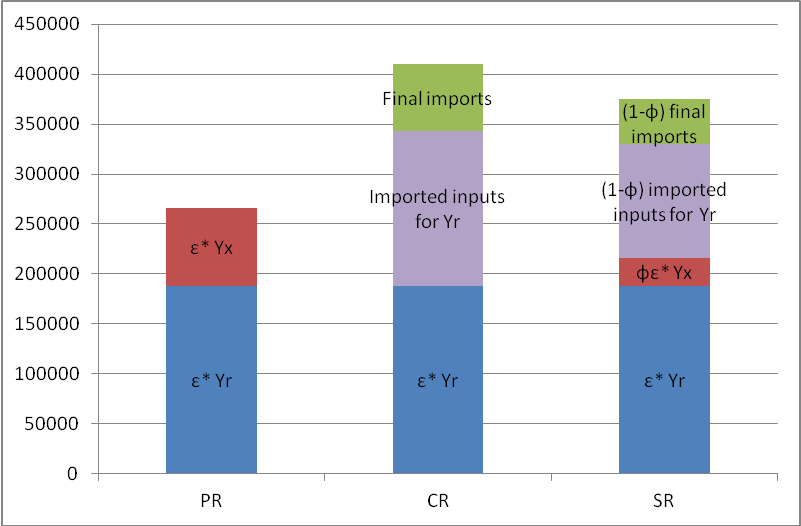 450000
400000
350000
300000
250000
200000
150000
100000
50000
0
Final imports
(1-φ) final
imports
Imported inputs
for Yr
(1-φ) imported
inputs for Yr
ε* Yx
φε* Yx
ε* Yr
ε* Yr
ε* Yr
PR
CR
SR